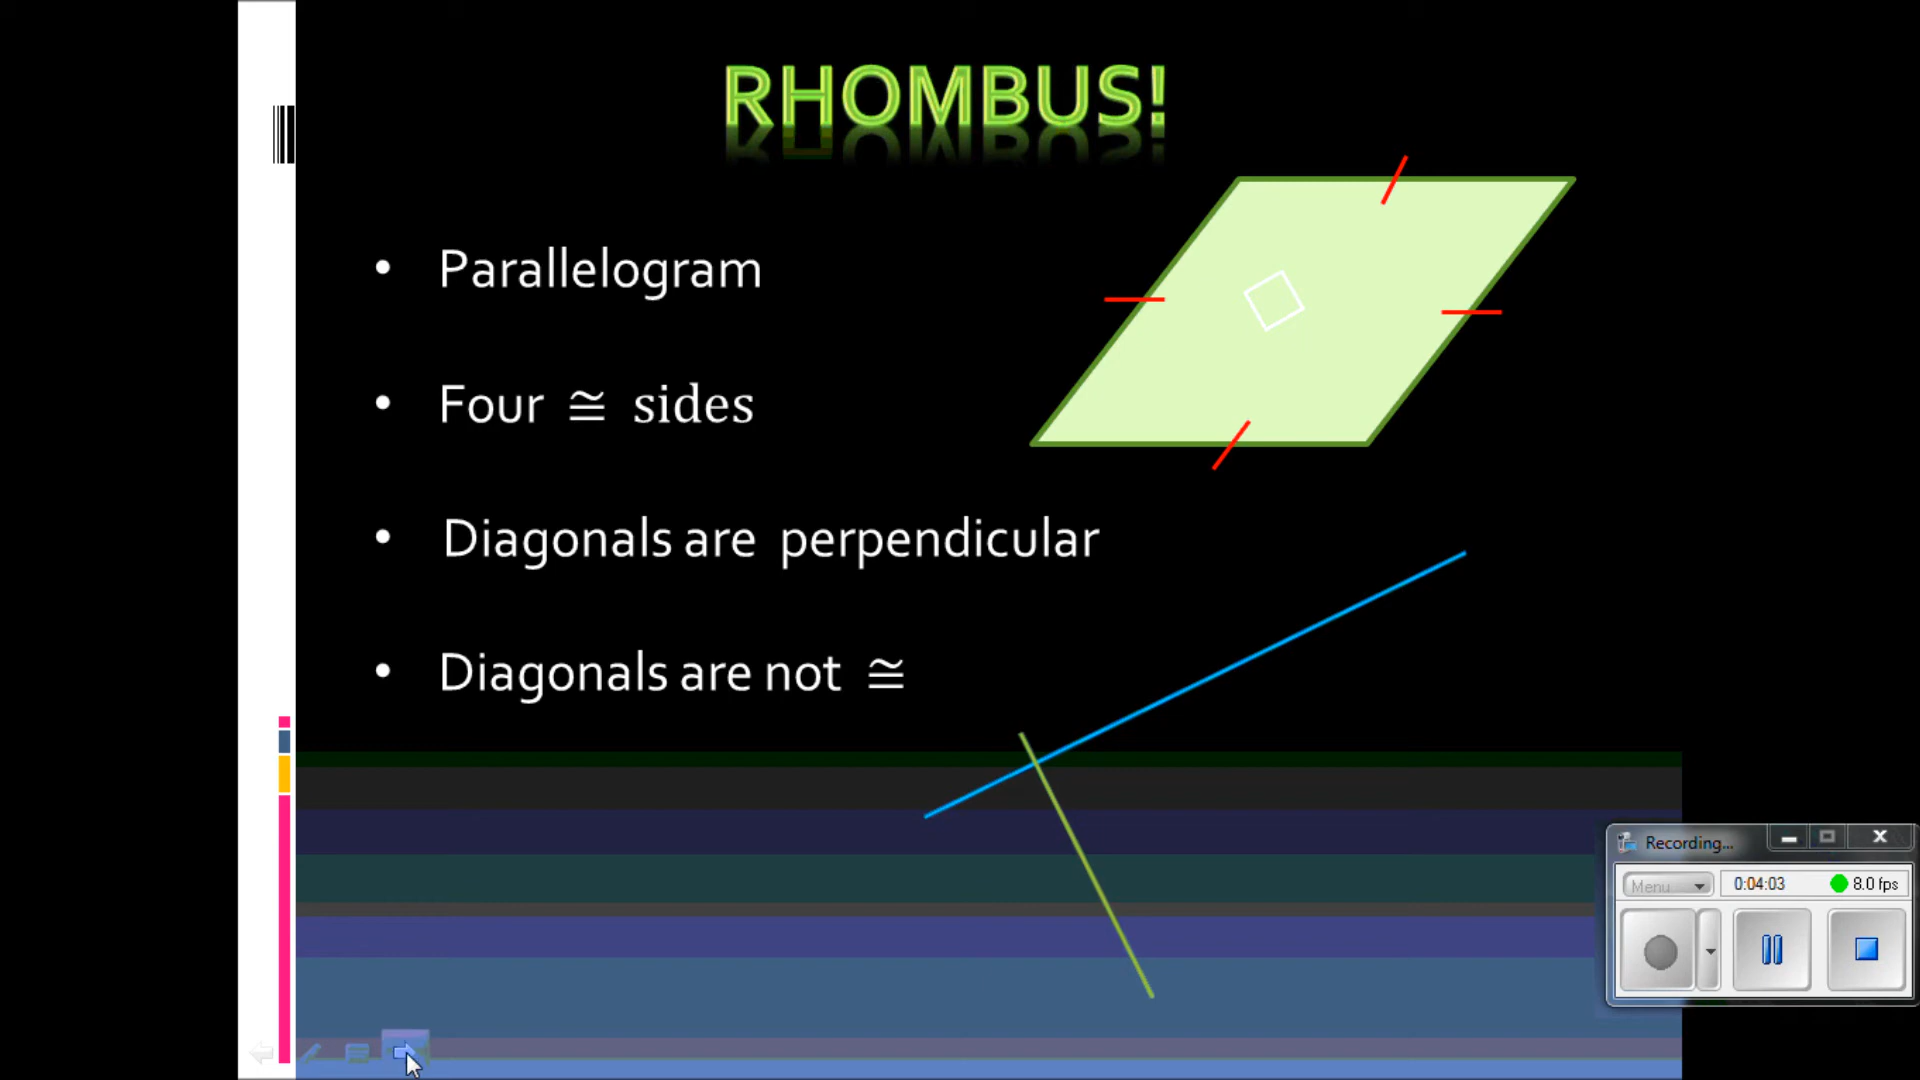 RHOMBUS!
• Parallelogram
• Four ≅ sides
• Diagonals are perpendicular
• Diagonals are not ≅
Recording...
Menu 0:04:03 8.0 fps